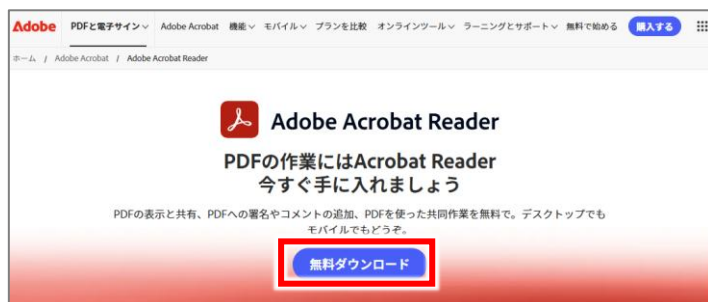 Adobe PDFと電子サイン Adobe Acrobat 機能 モバイル プランを比較 オンラインツール ラーニングとサポート 無料で始める 購入する
ホーム / Adobe Acrobat / Adobe Acrobat Reader
Adobe Acrobat Reader
PDFの作業にはAcrobat Reader
今すぐ手に入れましょう
PDFの表示と共有、PDFへの署名やコメントの追加、PDFを使った共同作業を無料で。デスクトップでも
モバイルでもどうぞ。
無料ダウンロード